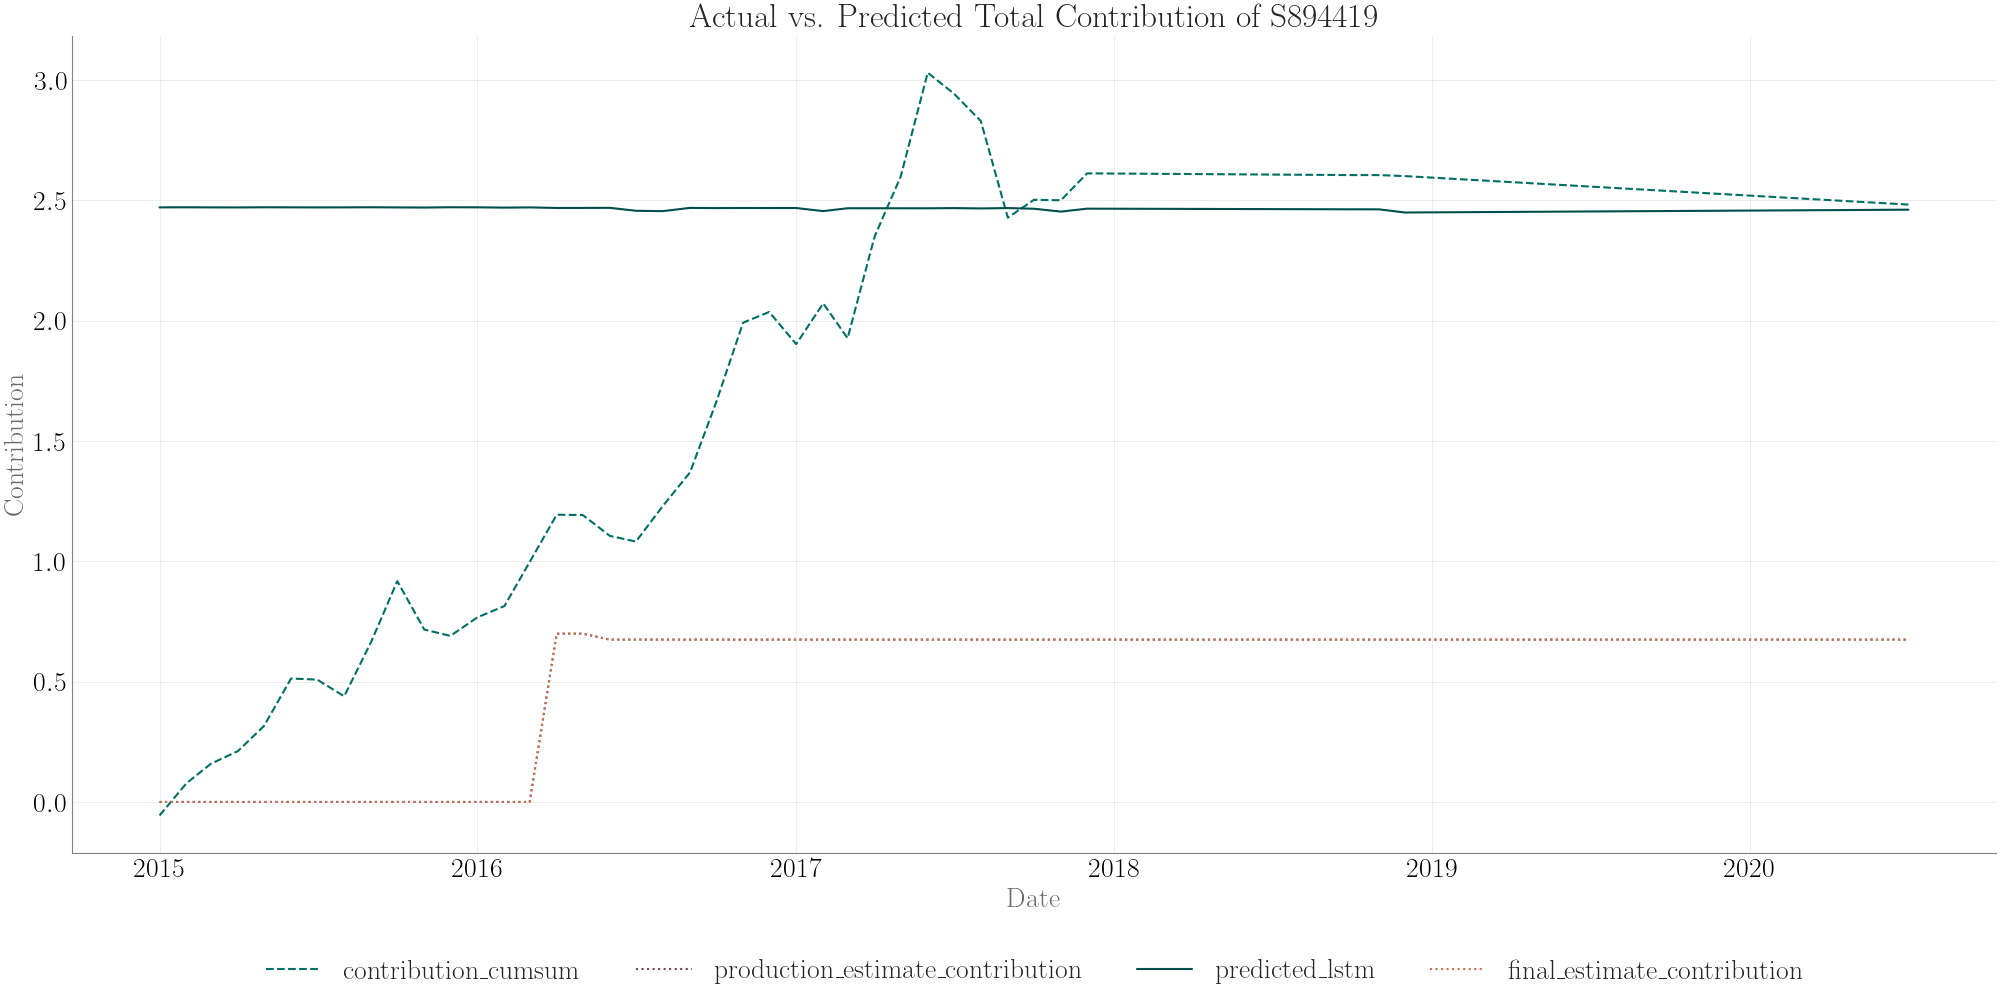 Actual vs. Predicted Total Contribution of S894419
3.0
2.5
2.0
1.5
1.0
0.5
0.0
Contribution
2015 2016 2017 2018 2019 2020
Date
contribution_cumsum production_estimate_contribution predicted_lstm final_estimate_contribution